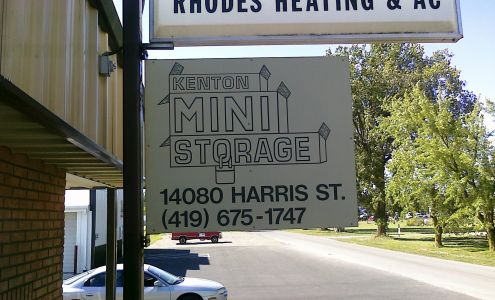 RHODES HEATING & AC
KENTON
MINI
STORAGE
14080 HARRIS ST.
(419) 675-1747